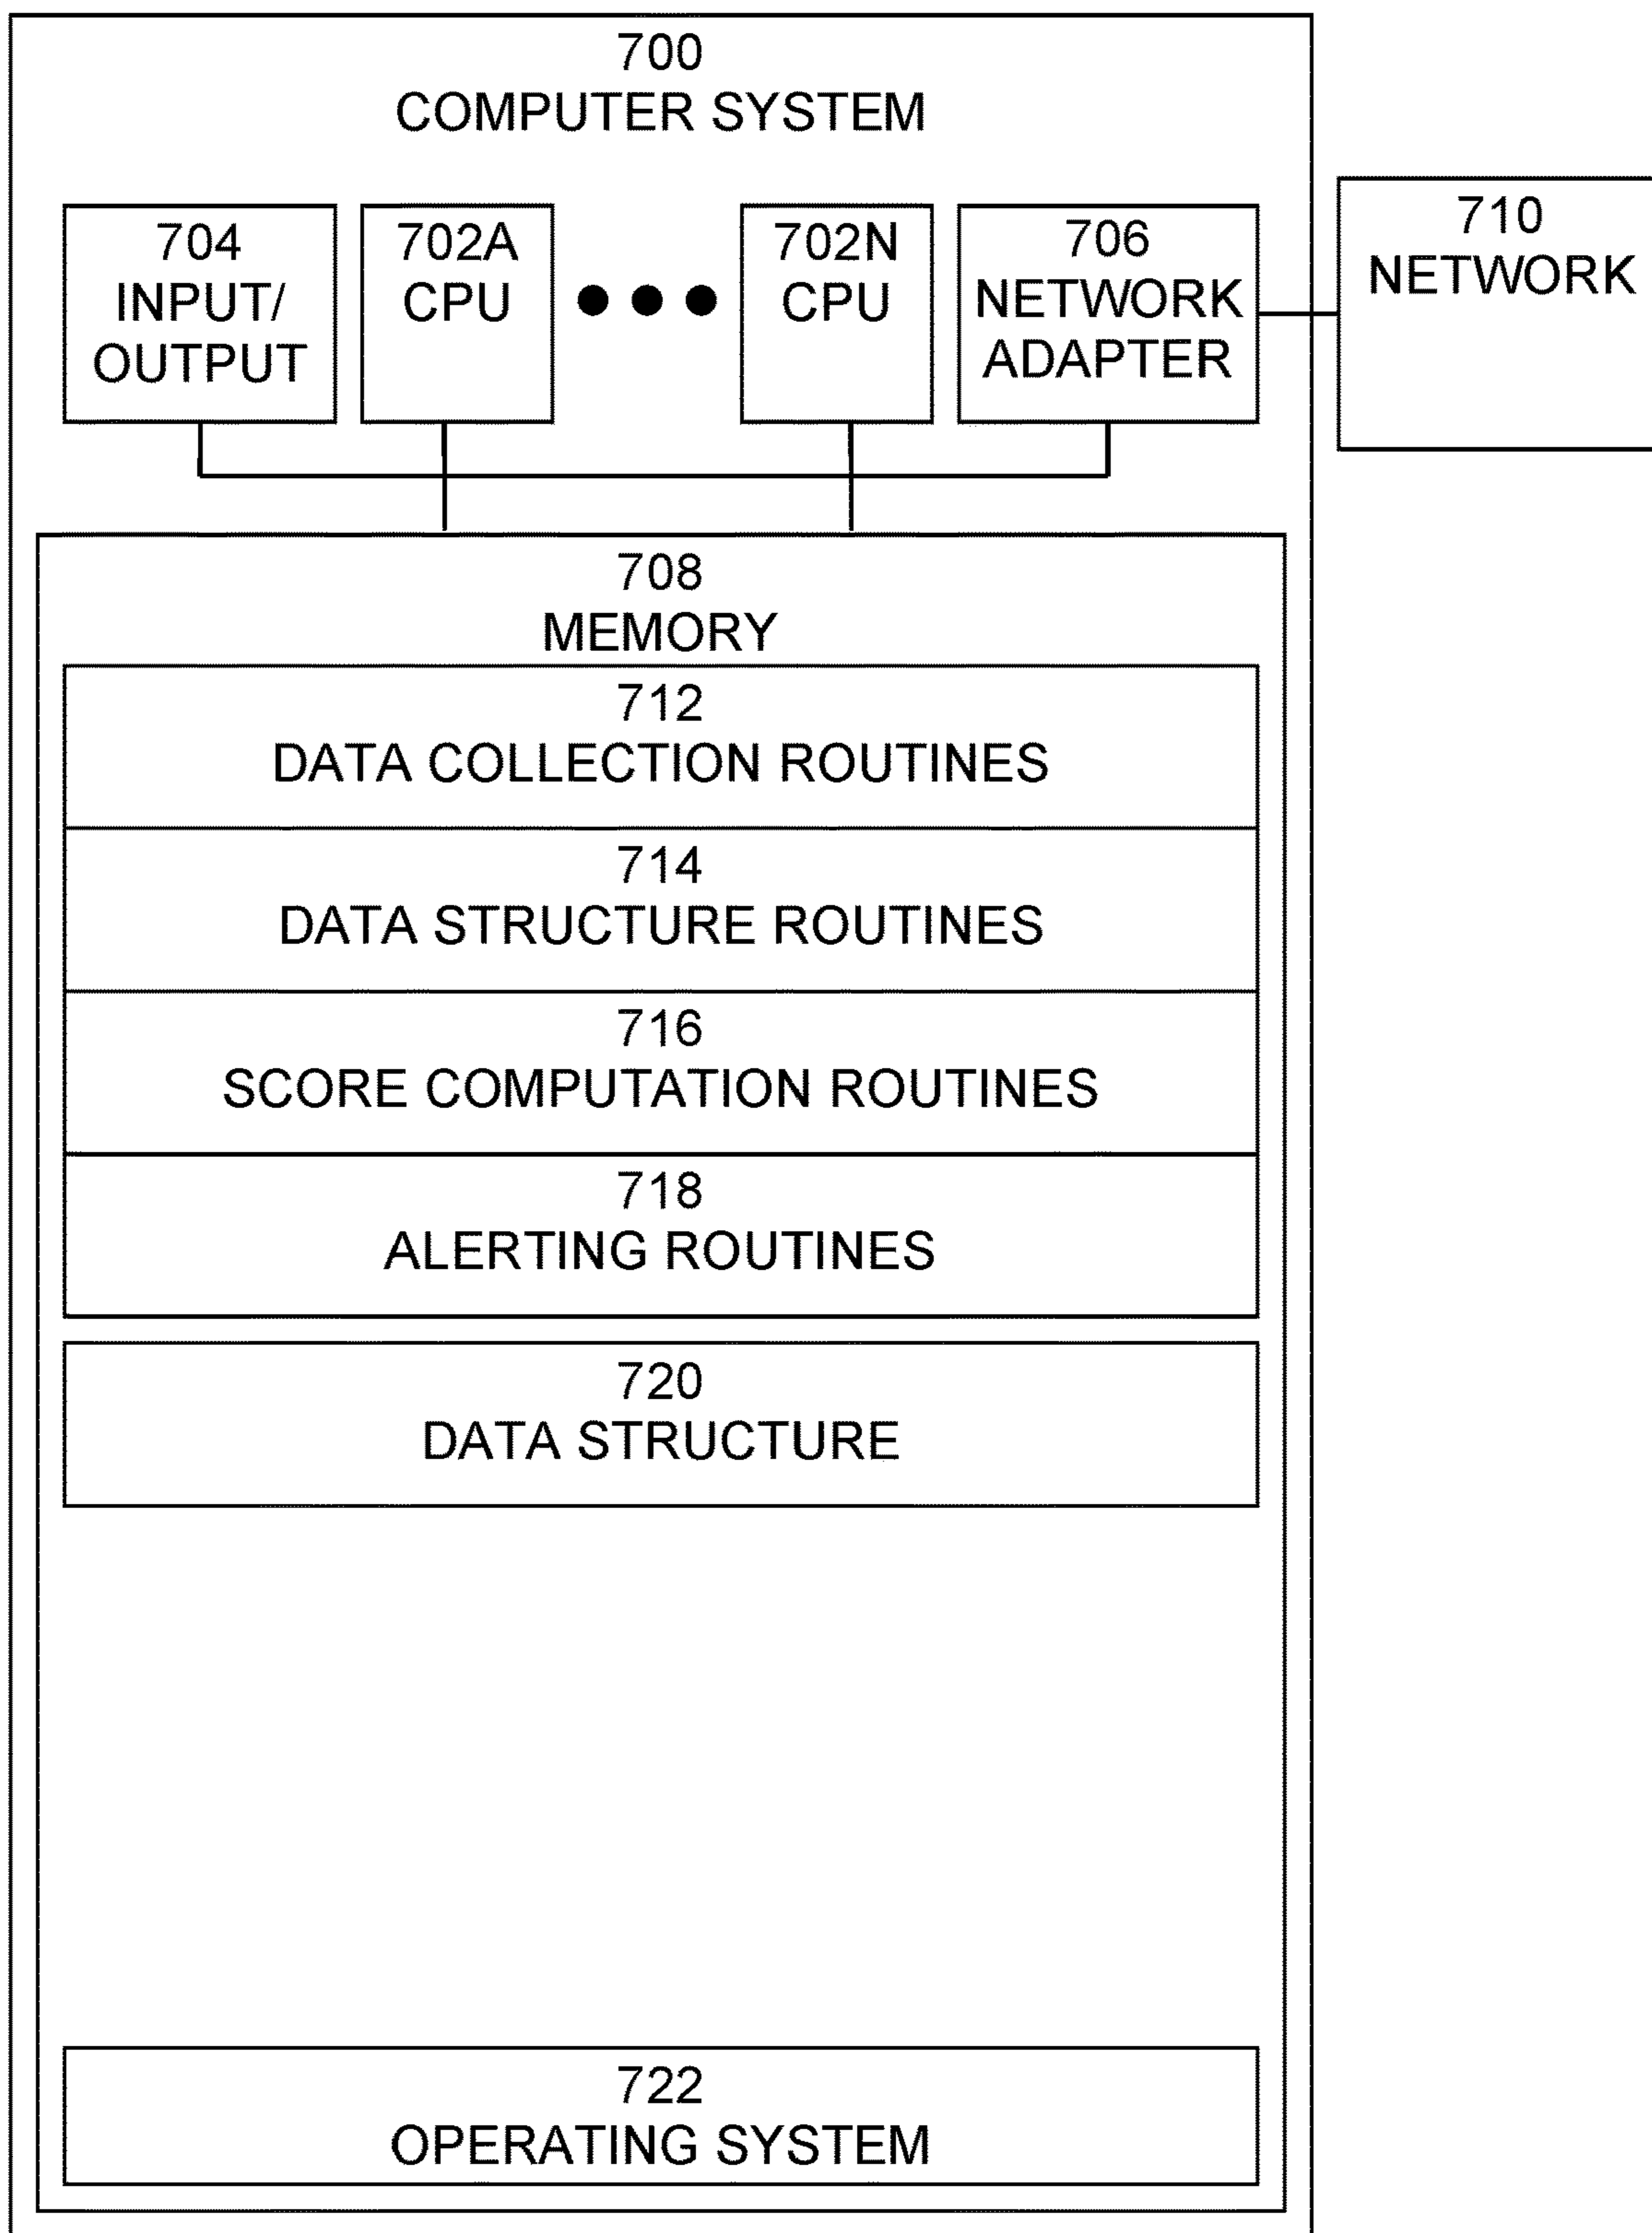 700
COMPUTER SYSTEM
704
INPUT/
OUTPUT
702A
CPU
702N
CPU
706
NETWORK
ADAPTER
710
NETWORK
708
MEMORY
712
DATA COLLECTION ROUTINES
714
DATA STRUCTURE ROUTINES
716
SCORE COMPUTATION ROUTINES
718
ALERTING ROUTINES
720
DATA STRUCTURE
722
OPERATING SYSTEM